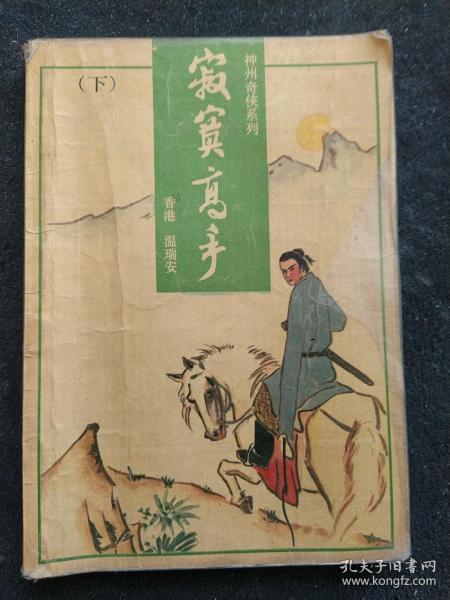 神州奇侠系列
寂寞高手
香港 温瑞安
（下）
孔夫子旧书网
www.kongfz.com